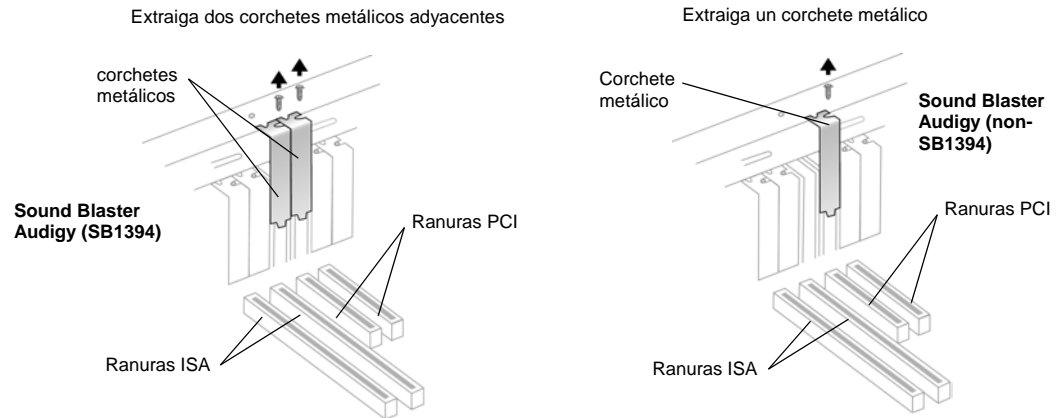 Extraiga dos corchetes metálicos adyacentes
corchetes
metálicos
Sound Blaster
Audigy (SB1394)
Ranuras PCI
Ranuras ISA
Extraiga un corchete metálico
Corchete
metálico
Sound Blaster
Audigy (non-
SB1394)
Ranuras PCI
Ranuras ISA